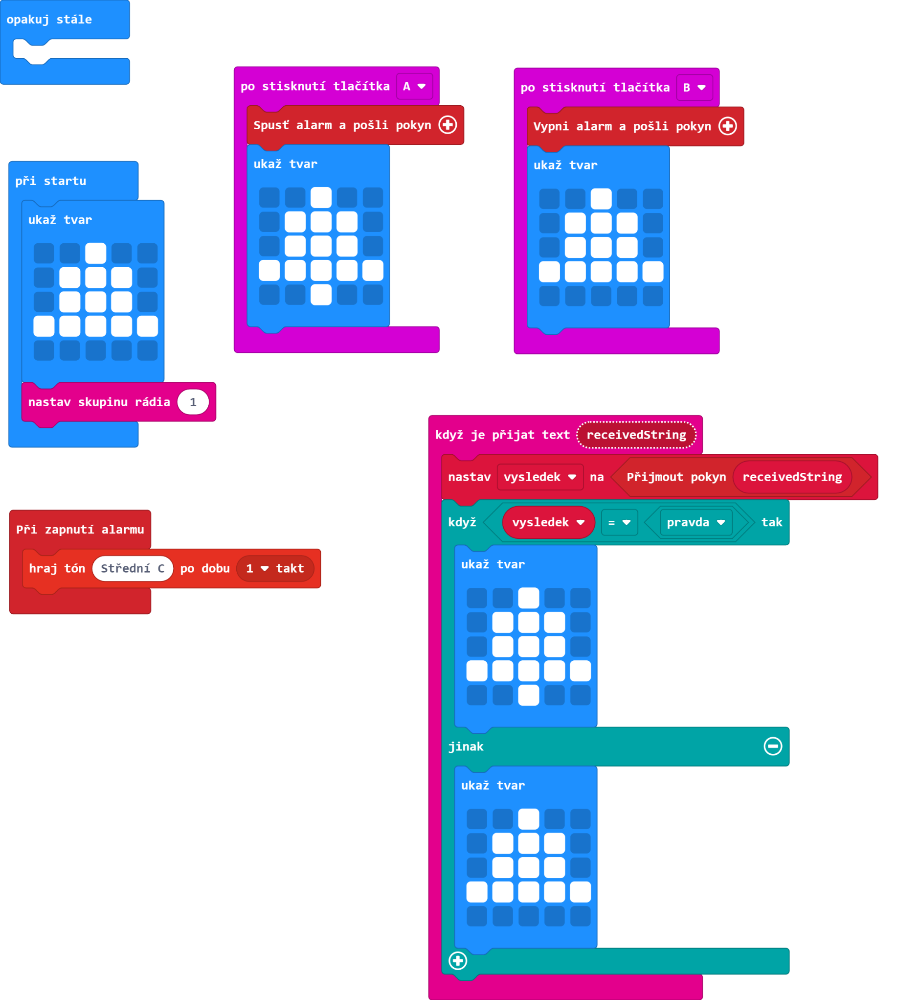 opakuj stále
po stisknutí tlačítka A
Spusť alarm a pošli pokyn
ukaž tvar
po stisknutí tlačítka B
Vypni alarm a pošli pokyn
ukaž tvar
při startu
ukaž tvar
nastav skupinu rádia 1
když je přijat text receivedString
nastav vysledek na Přijmout pokyn receivedString
když vysledek = pravda tak
ukaž tvar
jinak
ukaž tvar
Při zapnutí alarmu
hraj tón Střední C po dobu 1 takt